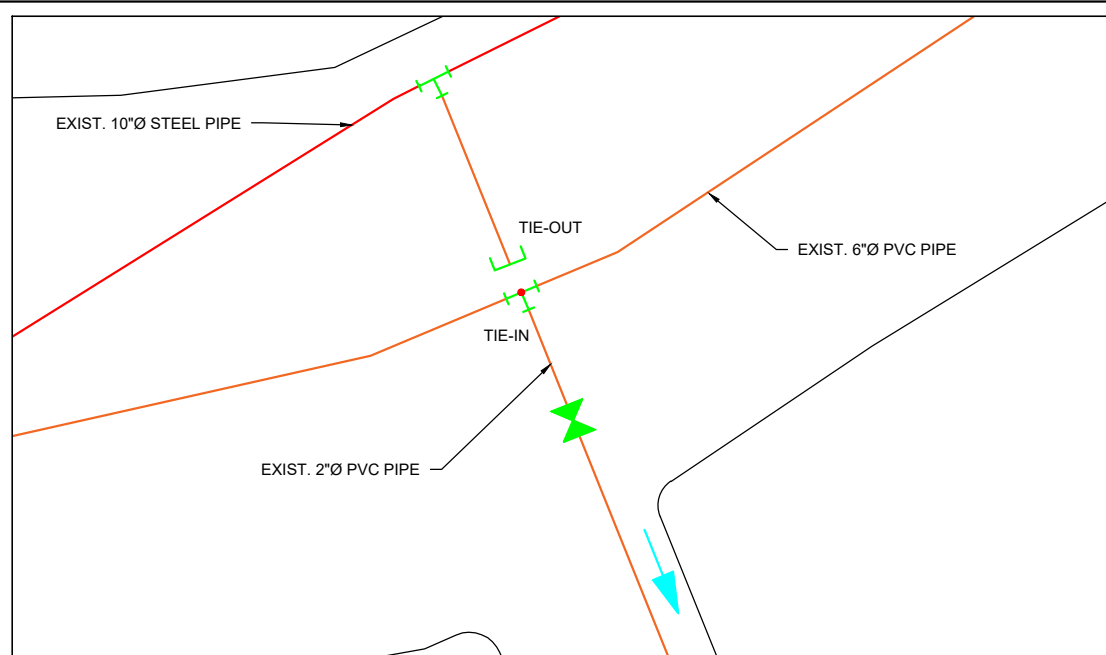 EXIST. 10"Ø STEEL PIPE
TIE-OUT
EXIST. 6"Ø PVC PIPE
TIE-IN
EXIST. 2"Ø PVC PIPE